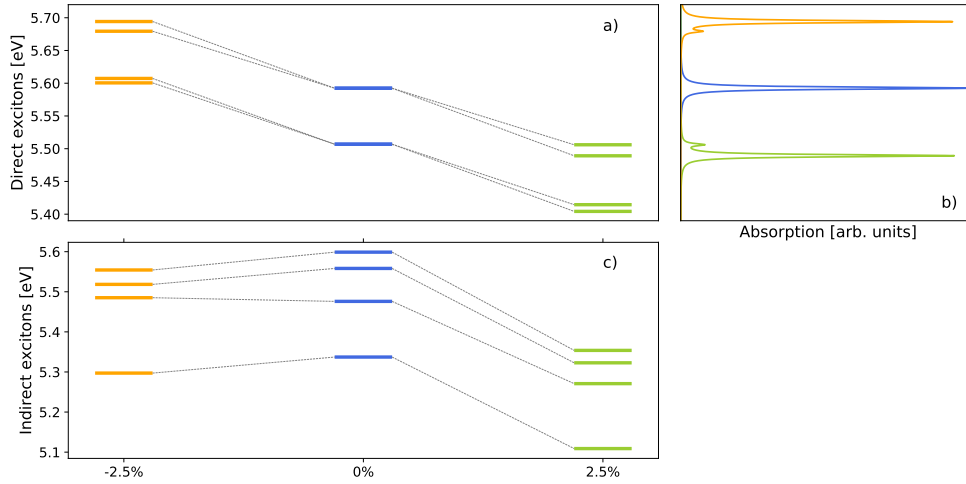 Direct excitons [eV]
5.70
5.65
5.60
5.55
5.50
5.45
5.40
a)
b)
Absorption [arb. units]
Indirect excitons [eV]
5.6
5.5
5.4
5.3
5.2
5.1
c)
-2.5%
0%
2.5%